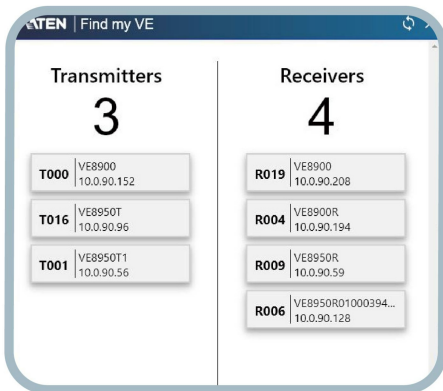 ATEN | Find my VE
Transmitters
3
T000 VE8900
10.0.90.152
T016 VE8950T
10.0.90.96
T001 VE8950T1
10.0.90.56
Receivers
4
R019 VE8900
10.0.90.208
R004 VE8900R
10.0.90.194
R009 VE8950R
10.0.90.59
R006 VE8950R01000394...
10.0.90.128